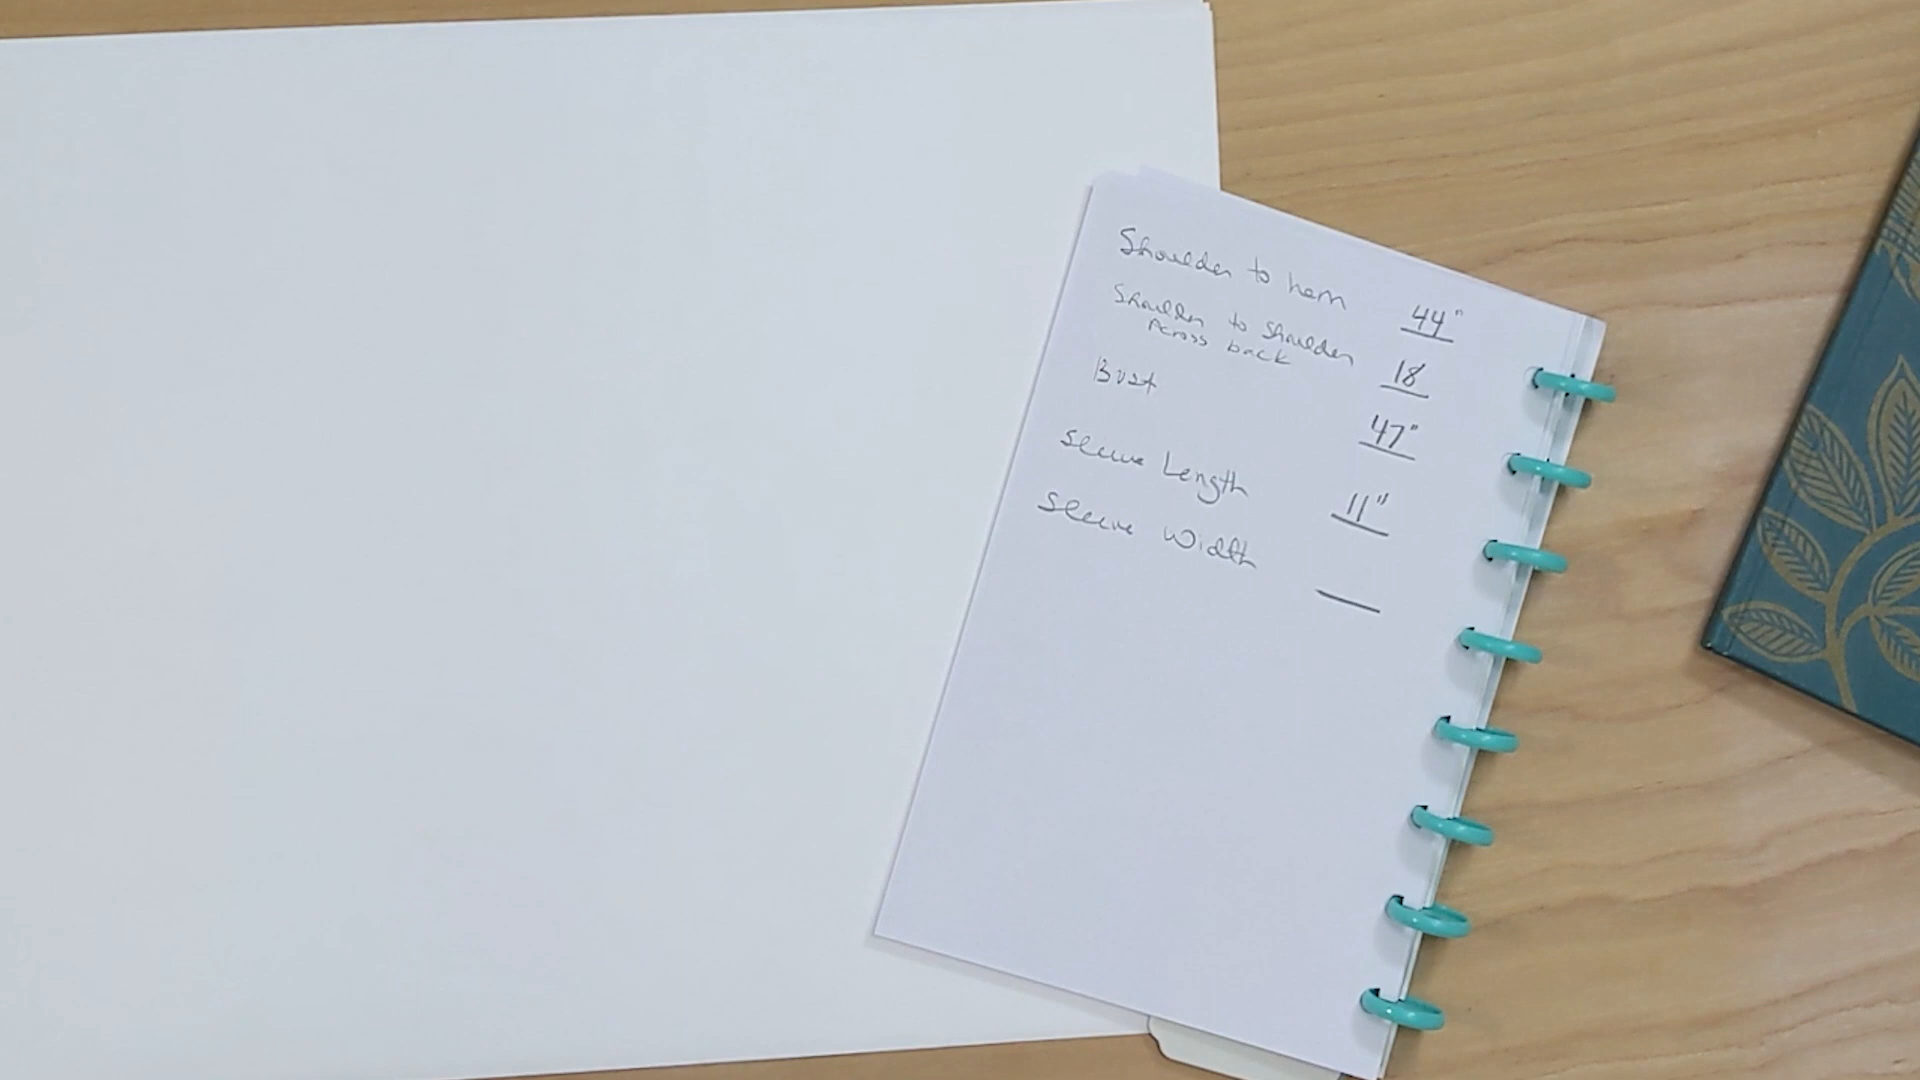 Shoulder to hem 44"
Shoulder to Shoulder 18
Across back
Bust 47"
Sleeve Length 11"
Sleeve Width